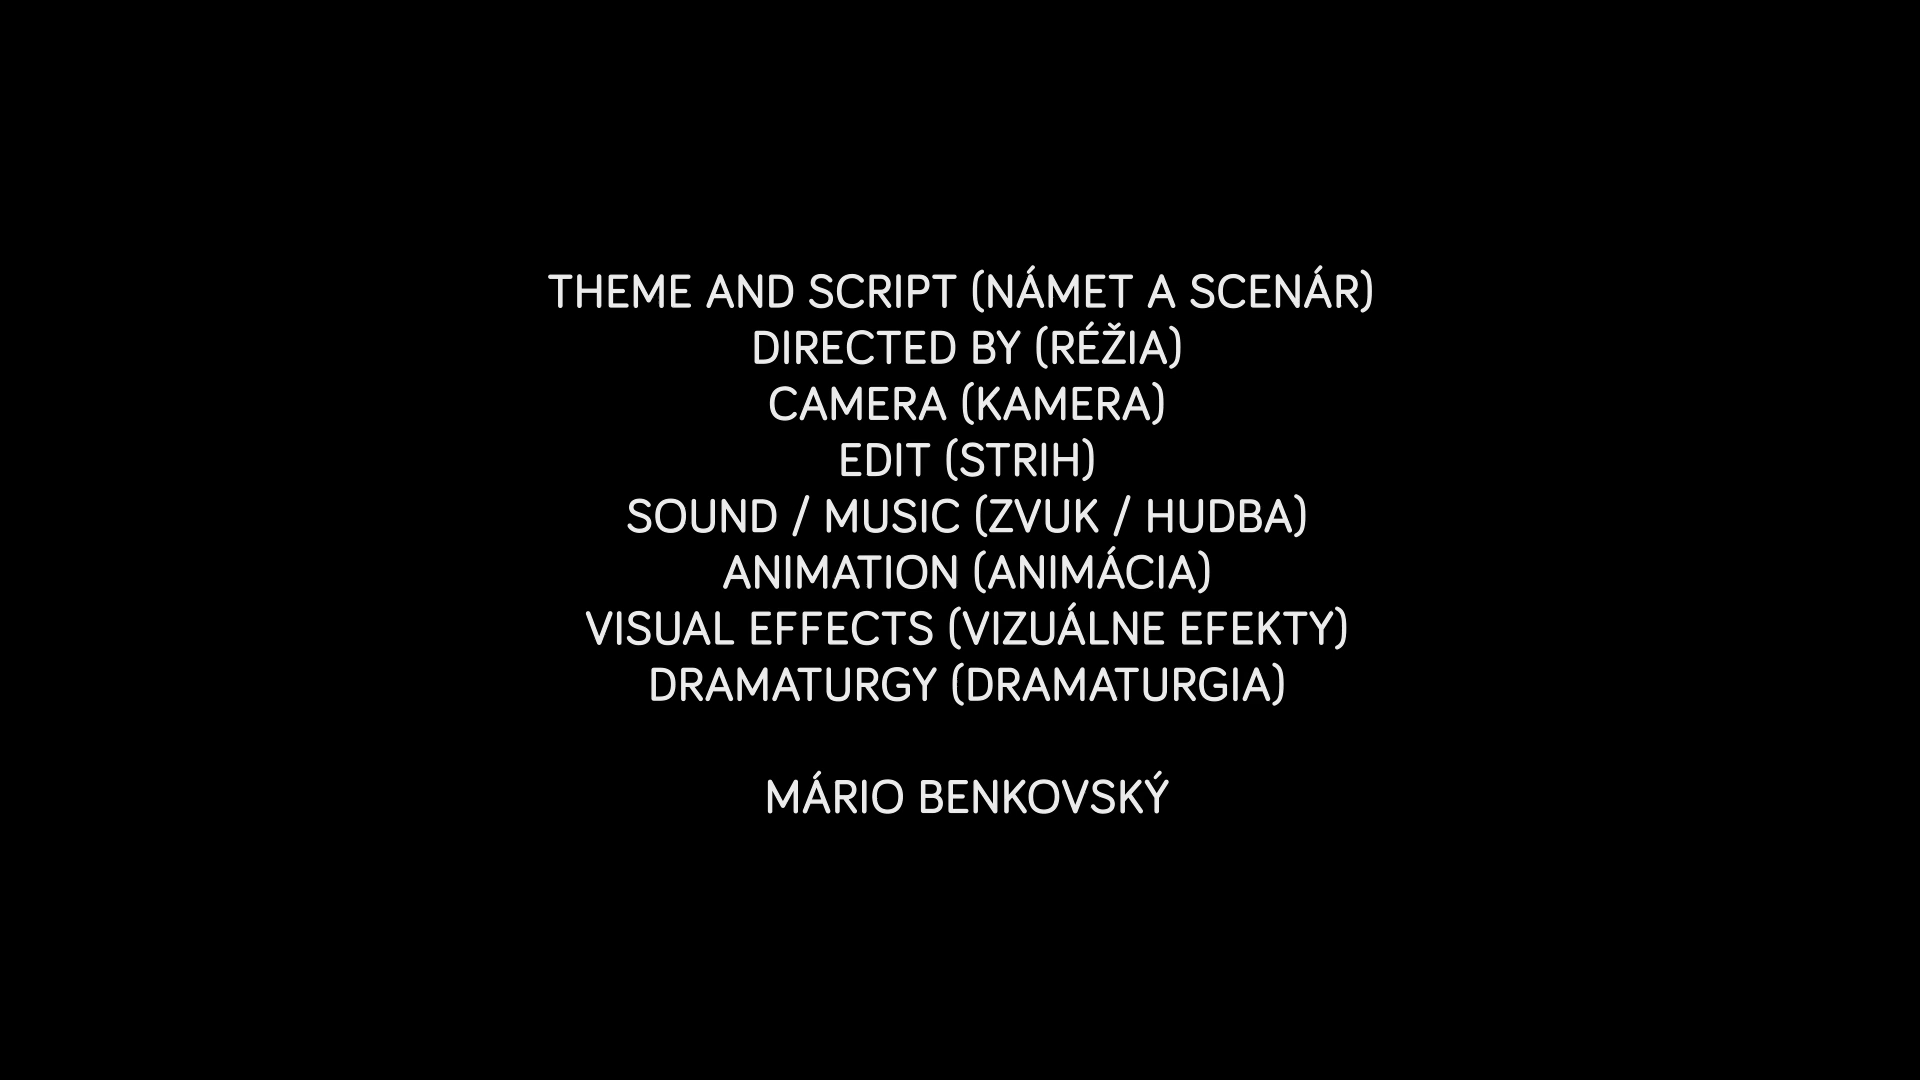 THEME AND SCRIPT (NÁMET A SCENÁR)
DIRECTED BY (RÉŽIA)
CAMERA (KAMERA)
EDIT (STRIH)
SOUND / MUSIC (ZVUK / HUDBA)
ANIMATION (ANIMÁCIA)
VISUAL EFFECTS (VIZUÁLNE EFEKTY)
DRAMATURGY (DRAMATURGIA)
MÁRIO BENKOVSKÝ